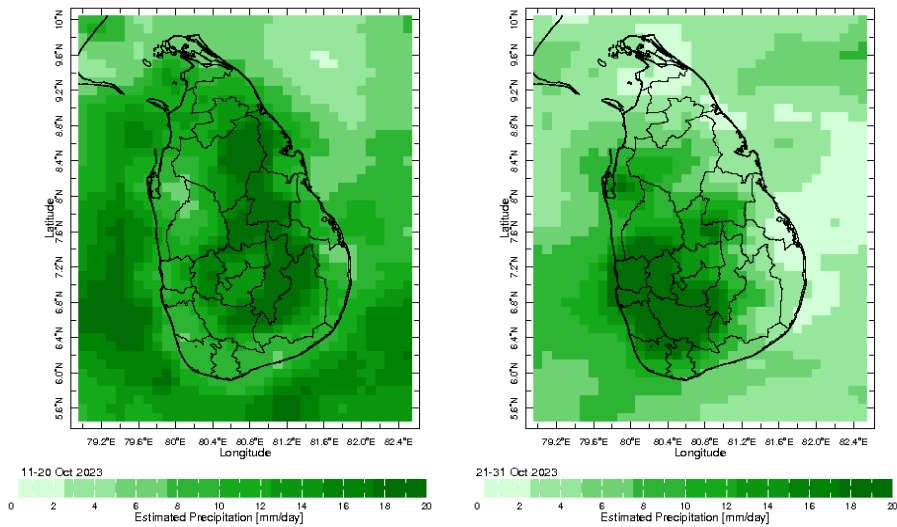 10°N
9.6°N
9.2°N
8.8°N
8.4°N
8°N
7.6°N
7.2°N
6.8°N
6.4°N
6.0°N
5.6°N
Latitude
79.2°E 79.6°E 80°E 80.4°E 80.8°E 81.2°E 81.6°E 82.0°E 82.4°E
Longitude
11-20 Oct 2023
0 2 4 6 8 10 12 14 16 18 20
Estimated Precipitation [mm/day]
10°N
9.6°N
9.2°N
8.8°N
8.4°N
8°N
7.6°N
7.2°N
6.8°N
6.4°N
6.0°N
5.6°N
Latitude
79.2°E 79.6°E 80°E 80.4°E 80.8°E 81.2°E 81.6°E 82.0°E 82.4°E
Longitude
21-31 Oct 2023
0 2 4 6 8 10 12 14 16 18 20
Estimated Precipitation [mm/day]